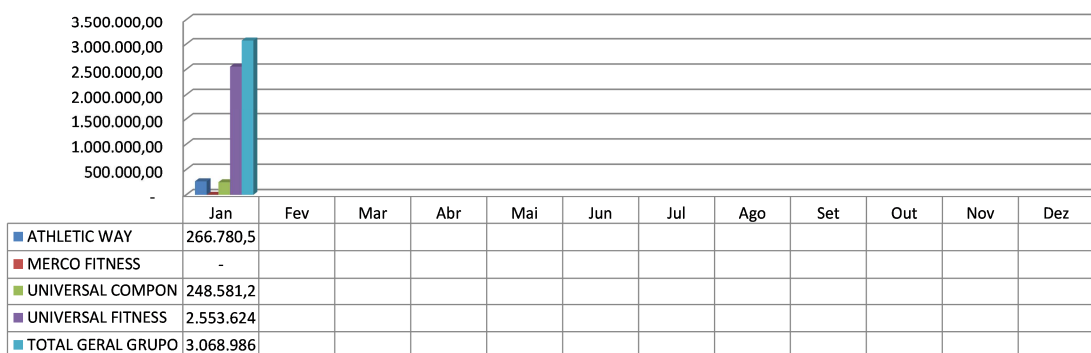 3.500.000,00
3.000.000,00
2.500.000,00
2.000.000,00
1.500.000,00
1.000.000,00
500.000,00
-
Jan Fev Mar Abr Mai Jun Jul Ago Set Out Nov Dez
ATHLETIC WAY 266.780,5
MERCO FITNESS -
UNIVERSAL COMPON 248.581,2
UNIVERSAL FITNESS 2.553.624
TOTAL GERAL GRUPO 3.068.986